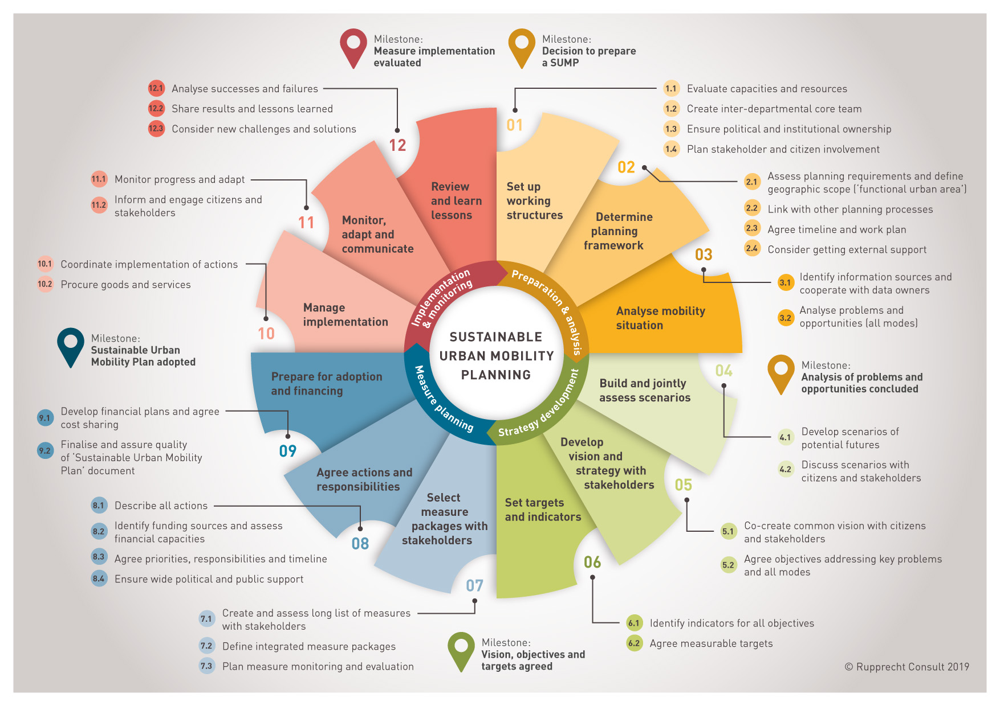 Milestone:
Measure implementation
evaluated
Milestone:
Decision to prepare
a SUMP
12.1 Analyse successes and failures
12.2 Share results and lessons learned
12.3 Consider new challenges and solutions
12
01
1.1 Evaluate capacities and resources
1.2 Create inter-departmental core team
1.3 Ensure political and institutional ownership
1.4 Plan stakeholder and citizen involvement
02
2.1 Assess planning requirements and define
geographic scope (‘functional urban area’)
2.2 Link with other planning processes
2.3 Agree timeline and work plan
2.4 Consider getting external support
03
3.1 Identify information sources and
cooperate with data owners
3.2 Analyse problems and
opportunities (all modes)
11.1 Monitor progress and adapt
11.2 Inform and engage citizens and
stakeholders
11
10.1 Coordinate implementation of actions
10.2 Procure goods and services
10
Review
and learn
lessons
Set up
working
structures
Monitor,
adapt and
communicate
Determine
planning
framework
Manage
implementation
Analyse mobility
situation
Implementation
& monitoring
Preparation & analysis
SUSTAINABLE
URBAN MOBILITY
PLANNING
Measure planning
Strategy development
Milestone:
Sustainable Urban
Mobility Plan adopted
Prepare for adoption
and financing
Build and jointly
assess scenarios
04
Milestone:
Analysis of problems and
opportunities concluded
9.1 Develop financial plans and agree
cost sharing
9.2 Finalise and assure quality
of ‘Sustainable Urban Mobility
Plan’ document
09
4.1 Develop scenarios of
potential futures
4.2 Discuss scenarios with
citizens and stakeholders
Agree actions and
responsibilities
Develop
vision and
strategy with
stakeholders
05
Select
measure
packages with
stakeholders
Set targets
and indicators
8.1 Describe all actions
8.2 Identify funding sources and assess
financial capacities
8.3 Agree priorities, responsibilities and timeline
8.4 Ensure wide political and public support
08
5.1 Co-create common vision with citizens
and stakeholders
5.2 Agree objectives addressing key problems
and all modes
06
07
7.1 Create and assess long list of measures
with stakeholders
7.2 Define integrated measure packages
7.3 Plan measure monitoring and evaluation
Milestone:
Vision, objectives and
targets agreed
6.1 Identify indicators for all objectives
6.2 Agree measurable targets
© Rupprecht Consult 2019